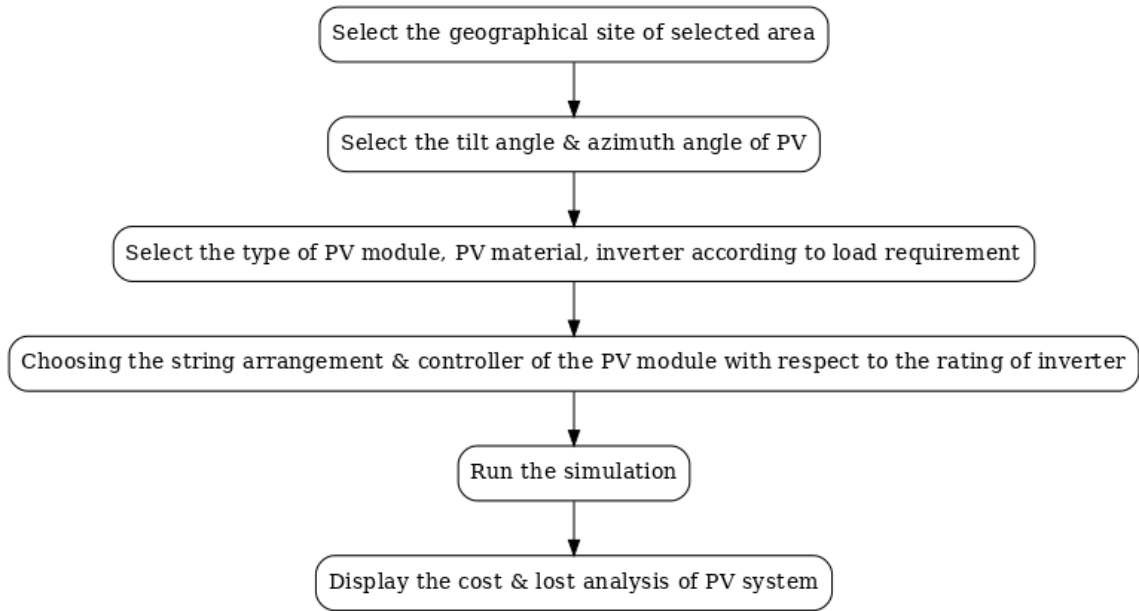 Select the geographical site of selected area
Select the tilt angle & azimuth angle of PV
Select the type of PV module, PV material, inverter according to load requirement
Choosing the string arrangement & controller of the PV module with respect to the rating of inverter
Run the simulation
Display the cost & lost analysis of PV system